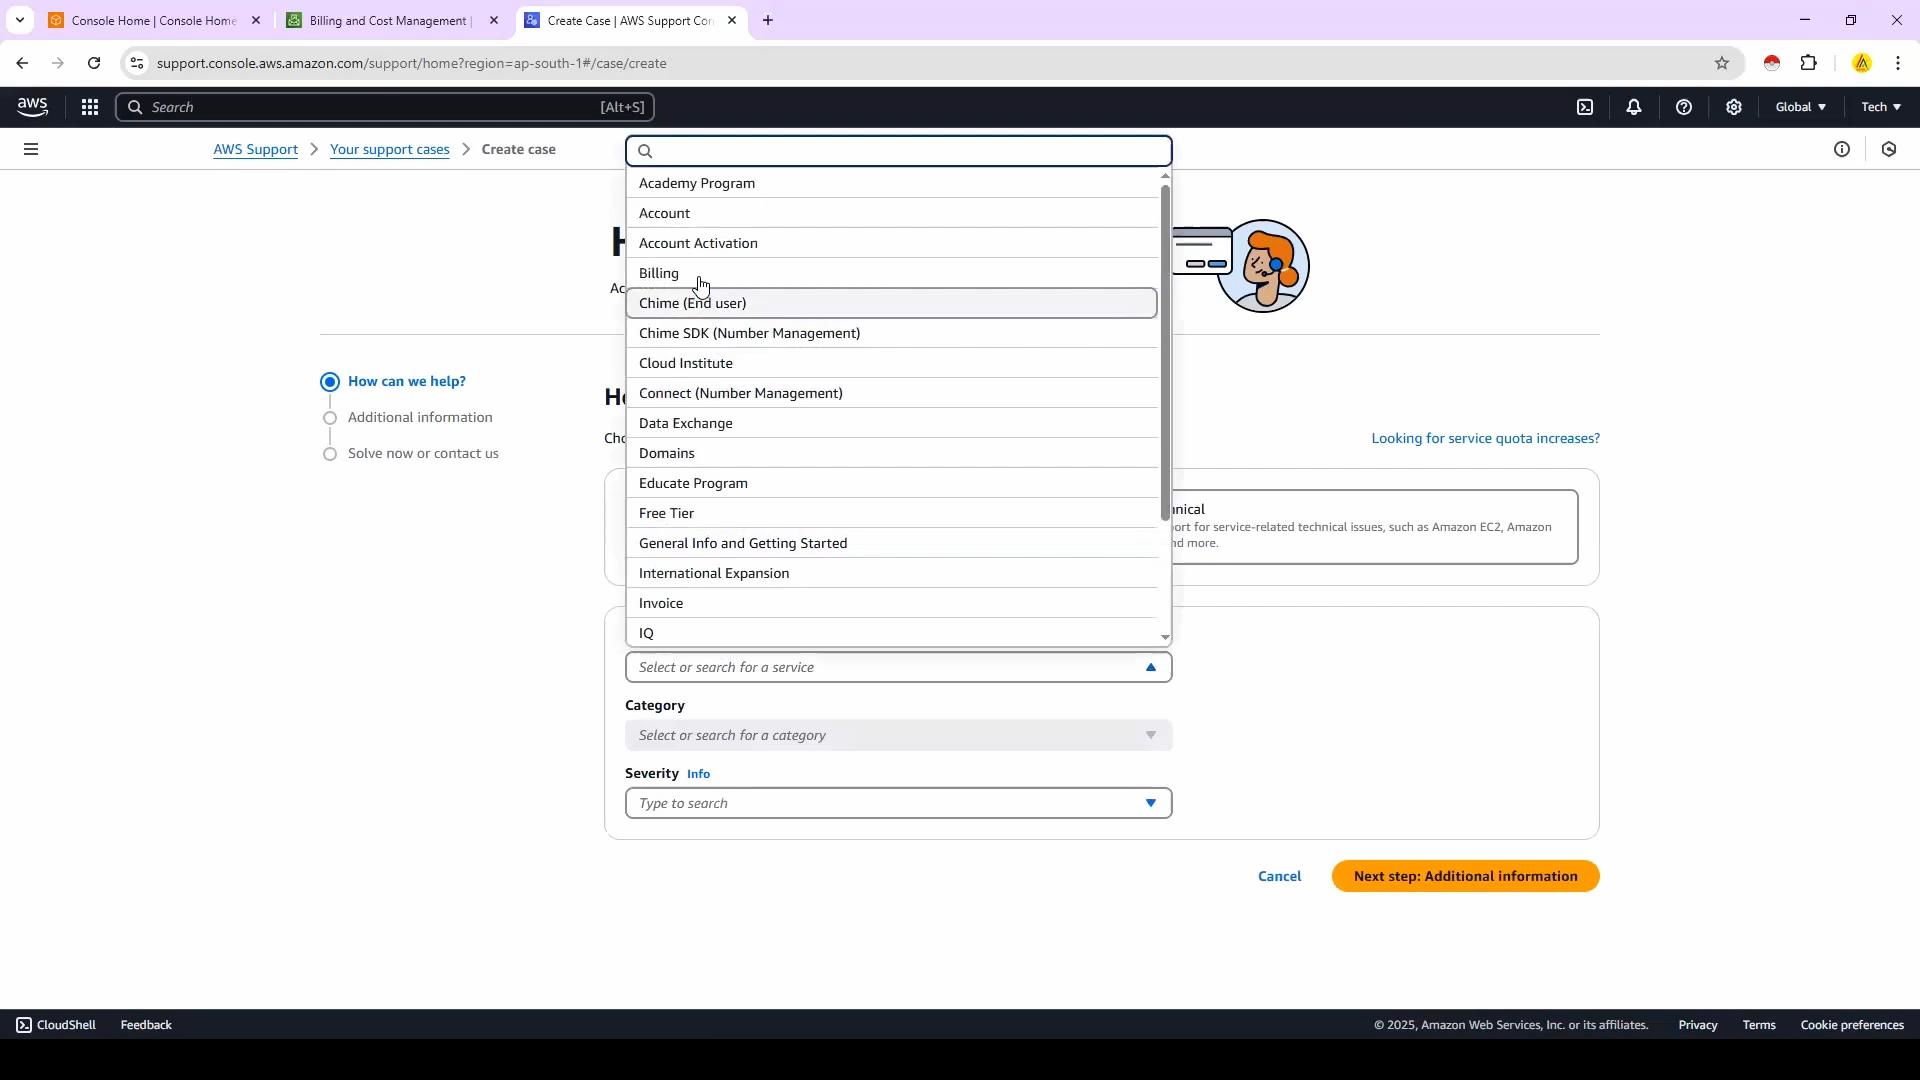 Console Home | Console Home
Billing and Cost Management |
Create Case | AWS Support Con
support.console.aws.amazon.com/support/home?region=ap-south-1#/case/create
aws
Search
[Alt+S]
Global
Tech
AWS Support
Your support cases
Create case
Academy Program
Account
Account Activation
Billing
Chime (End user)
Chime SDK (Number Management)
Cloud Institute
Connect (Number Management)
Data Exchange
Domains
Educate Program
Free Tier
General Info and Getting Started
International Expansion
Invoice
IQ
How can we help?
Additional information
Solve now or contact us
Looking for service quota increases?
port for service-related technical issues, such as Amazon EC2, Amazon
nd more.
Select or search for a service
Category
Select or search for a category
Severity Info
Type to search
Cancel
Next step: Additional information
CloudShell
Feedback
© 2025, Amazon Web Services, Inc. or its affiliates.
Privacy
Terms
Cookie preferences